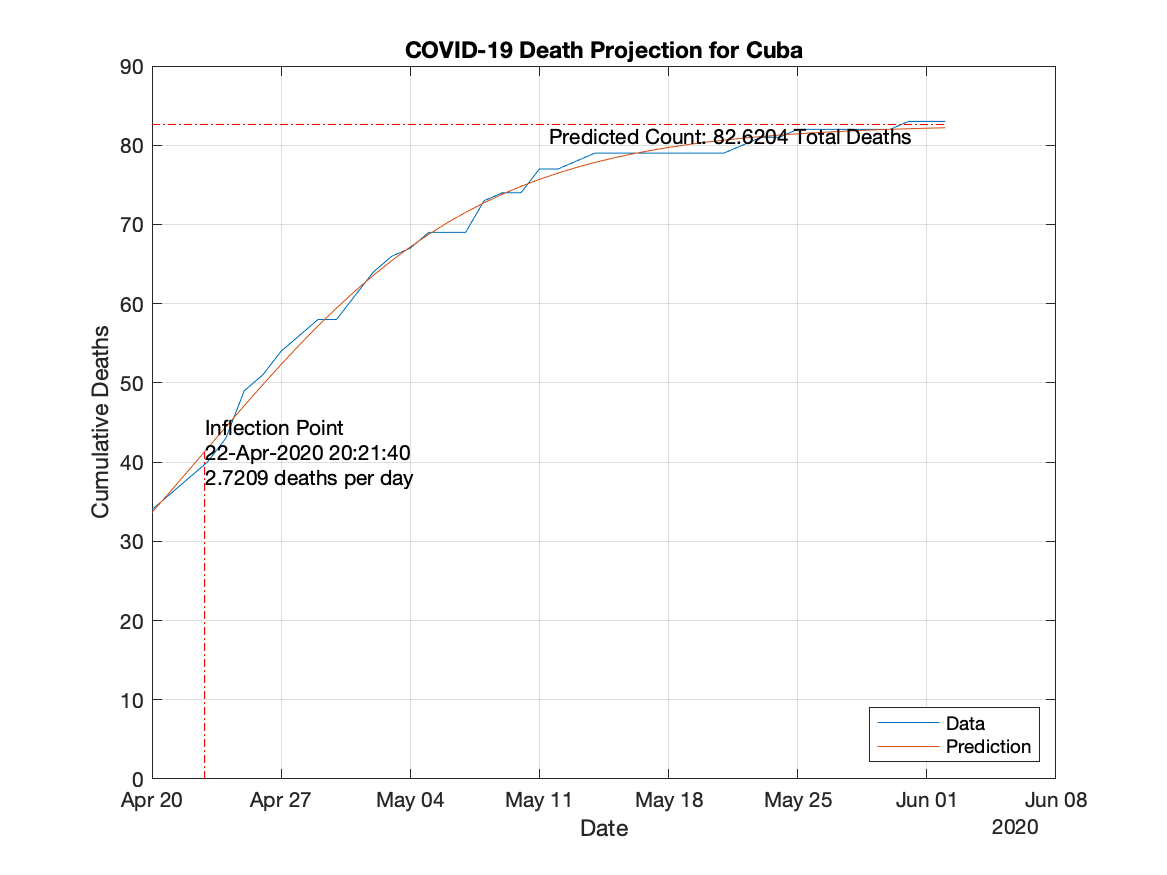 COVID-19 Death Projection for Cuba
90
80
70
60
50
40
30
20
10
0
Cumulative Deaths
Predicted Count: 82.6204 Total Deaths
Inflection Point
22-Apr-2020 20:21:40
2.7209 deaths per day
Data
Prediction
Apr 20 Apr 27 May 04 May 11 May 18 May 25 Jun 01 Jun 08
Date
2020